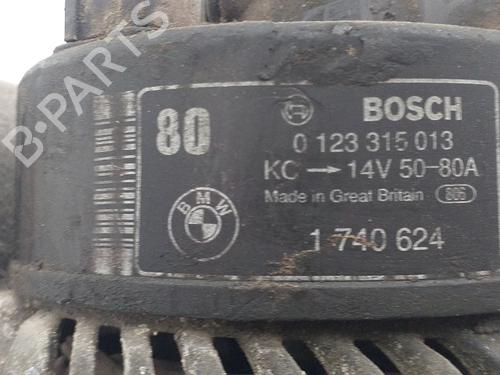 B-PARTS
80
BOSCH
0 123 315 013
KC → 14V 50-80A
Made in Great Britain 865
BMW
1 740 624